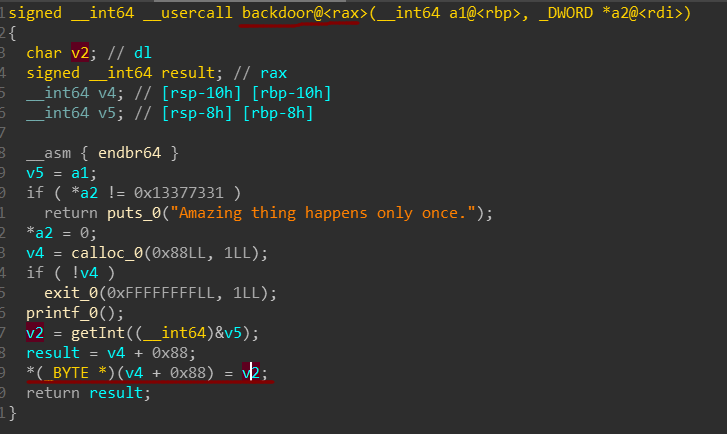 1 signed __int64 __usercall backdoor@<rax>(__int64 a1@<rbp>, _DWORD *a2@<rdi>)
2 {
3 char v2; // dl
4 signed __int64 result; // rax
5 __int64 v4; // [rsp-10h] [rbp-10h]
6 __int64 v5; // [rsp-8h] [rbp-8h]
7
8 __asm { endbr64 }
9 v5 = a1;
0 if ( *a2 != 0x13377331 )
1 return puts_0("Amazing thing happens only once.");
2 *a2 = 0;
3 v4 = calloc_0(0x88LL, 1LL);
4 if ( !v4 )
5 exit_0(0xFFFFFFFFLL, 1LL);
6 printf_0();
7 v2 = getInt((__int64)&v5);
8 result = v4 + 0x88;
9 *(_BYTE *)(v4 + 0x88) = v2;
0 return result;
1 }